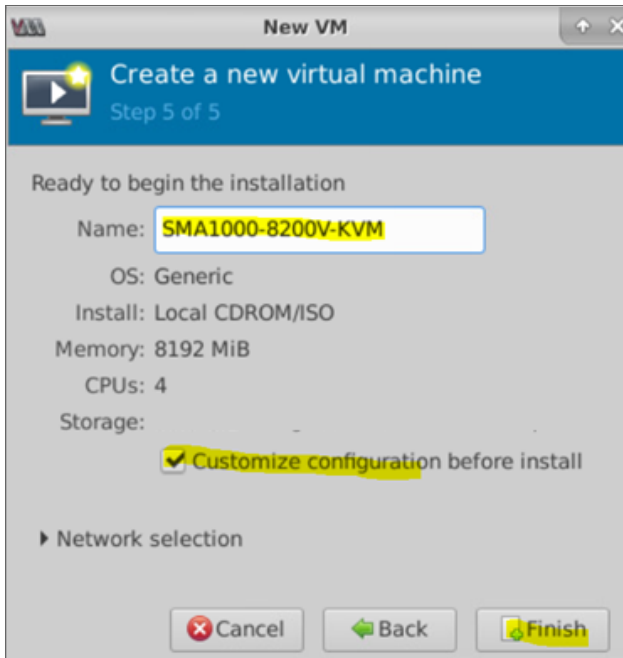 New VM
Create a new virtual machine
Step 5 of 5
Ready to begin the installation
Name: SMA1000-8200V-KVM
OS: Generic
Install: Local CDROM/ISO
Memory: 8192 MiB
CPUs: 4
Storage:
Customize configuration before install
Network selection
Cancel Back Finish